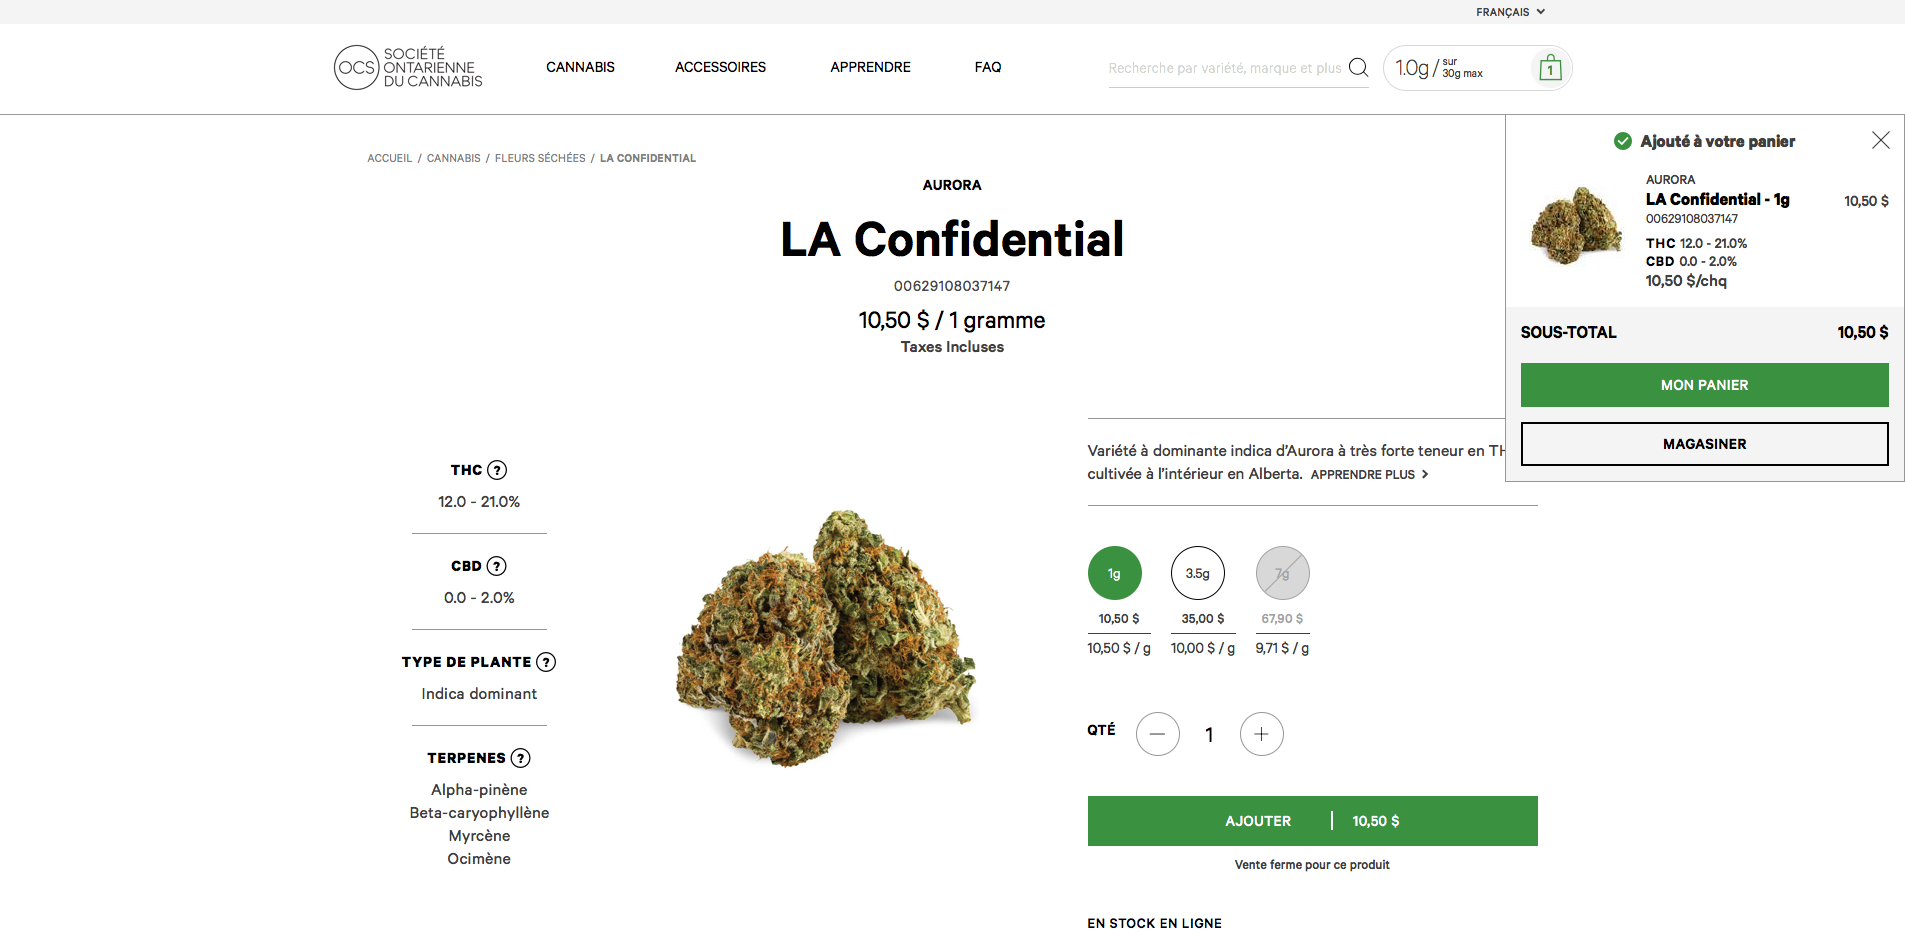 FRANÇAIS
OCS
SOCIÉTÉ
ONTARIENNE
DU CANNABIS
CANNABIS
ACCESSOIRES
APPRENDRE
FAQ
Recherche par variété, marque et plus
1.0g / sur
30g max
1
ACCUEIL / CANNABIS / FLEURS SÉCHÉES / LA CONFIDENTIAL
AURORA
LA Confidential
00629108037147
10,50 $ / 1 gramme
Taxes Incluses
Ajouté à votre panier
AURORA
LA Confidential - 1g
10,50 $
00629108037147
THC 12.0 - 21.0%
CBD 0.0 - 2.0%
10,50 $/chq
SOUS-TOTAL
10,50 $
MON PANIER
MAGASINER
THC ?
12.0 - 21.0%
CBD ?
0.0 - 2.0%
TYPE DE PLANTE ?
Indica dominant
TERPENES ?
Alpha-pinène
Beta-caryophyllène
Myrcène
Ocimène
Variété à dominante indica d'Aurora à très forte teneur en TH
cultivée à l'intérieur en Alberta. APPRENDRE PLUS >
1g
3.5g
7g
10,50 $
35,00 $
67,90 $
10,50 $ / g
10,00 $ / g
9,71 $ / g
QTÉ
1
AJOUTER | 10,50 $
Vente ferme pour ce produit
EN STOCK EN LIGNE